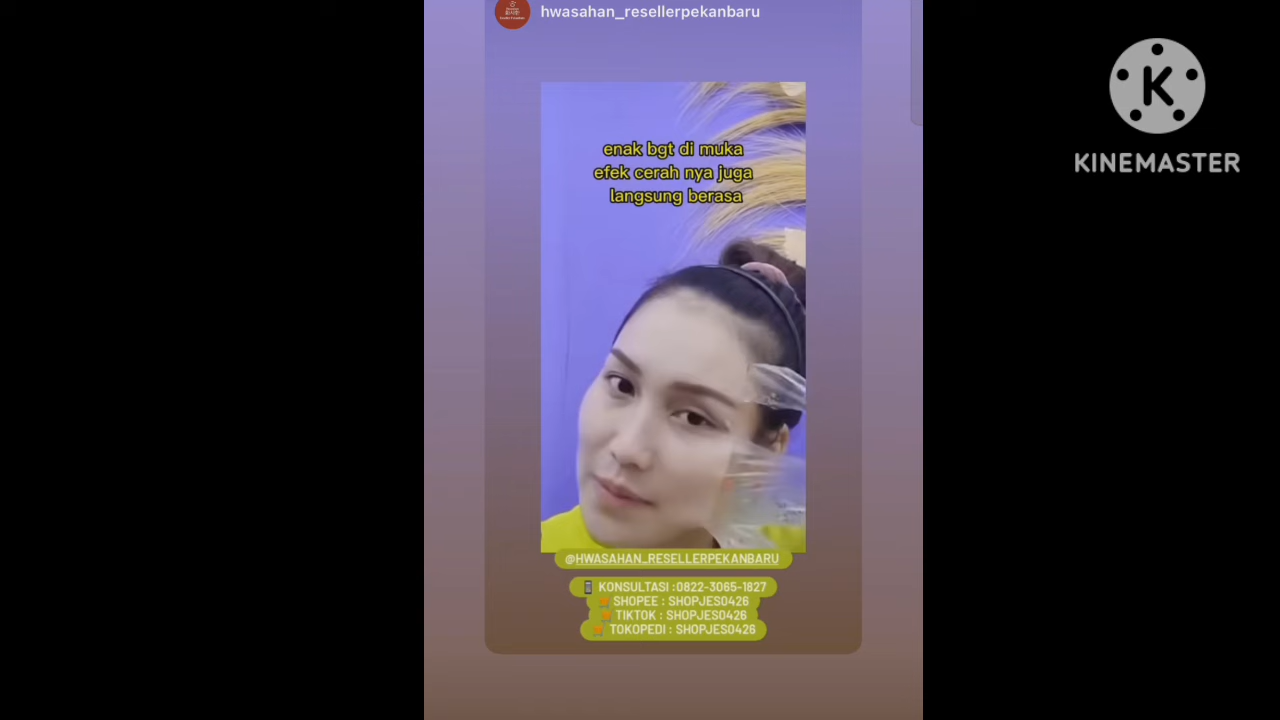 hwasahan_resellerpekanbaru
K
KINEMASTER
enak bgt di muka
efek cerah nya juga
langsung berasa
@HWASAHAN_RESELLERPEKANBARU
KONSULTASI :0822-3065-1827
SHOPEE : SHOPJES0426
TIKTOK : SHOPJES0426
TOKOPEDI : SHOPJES0426